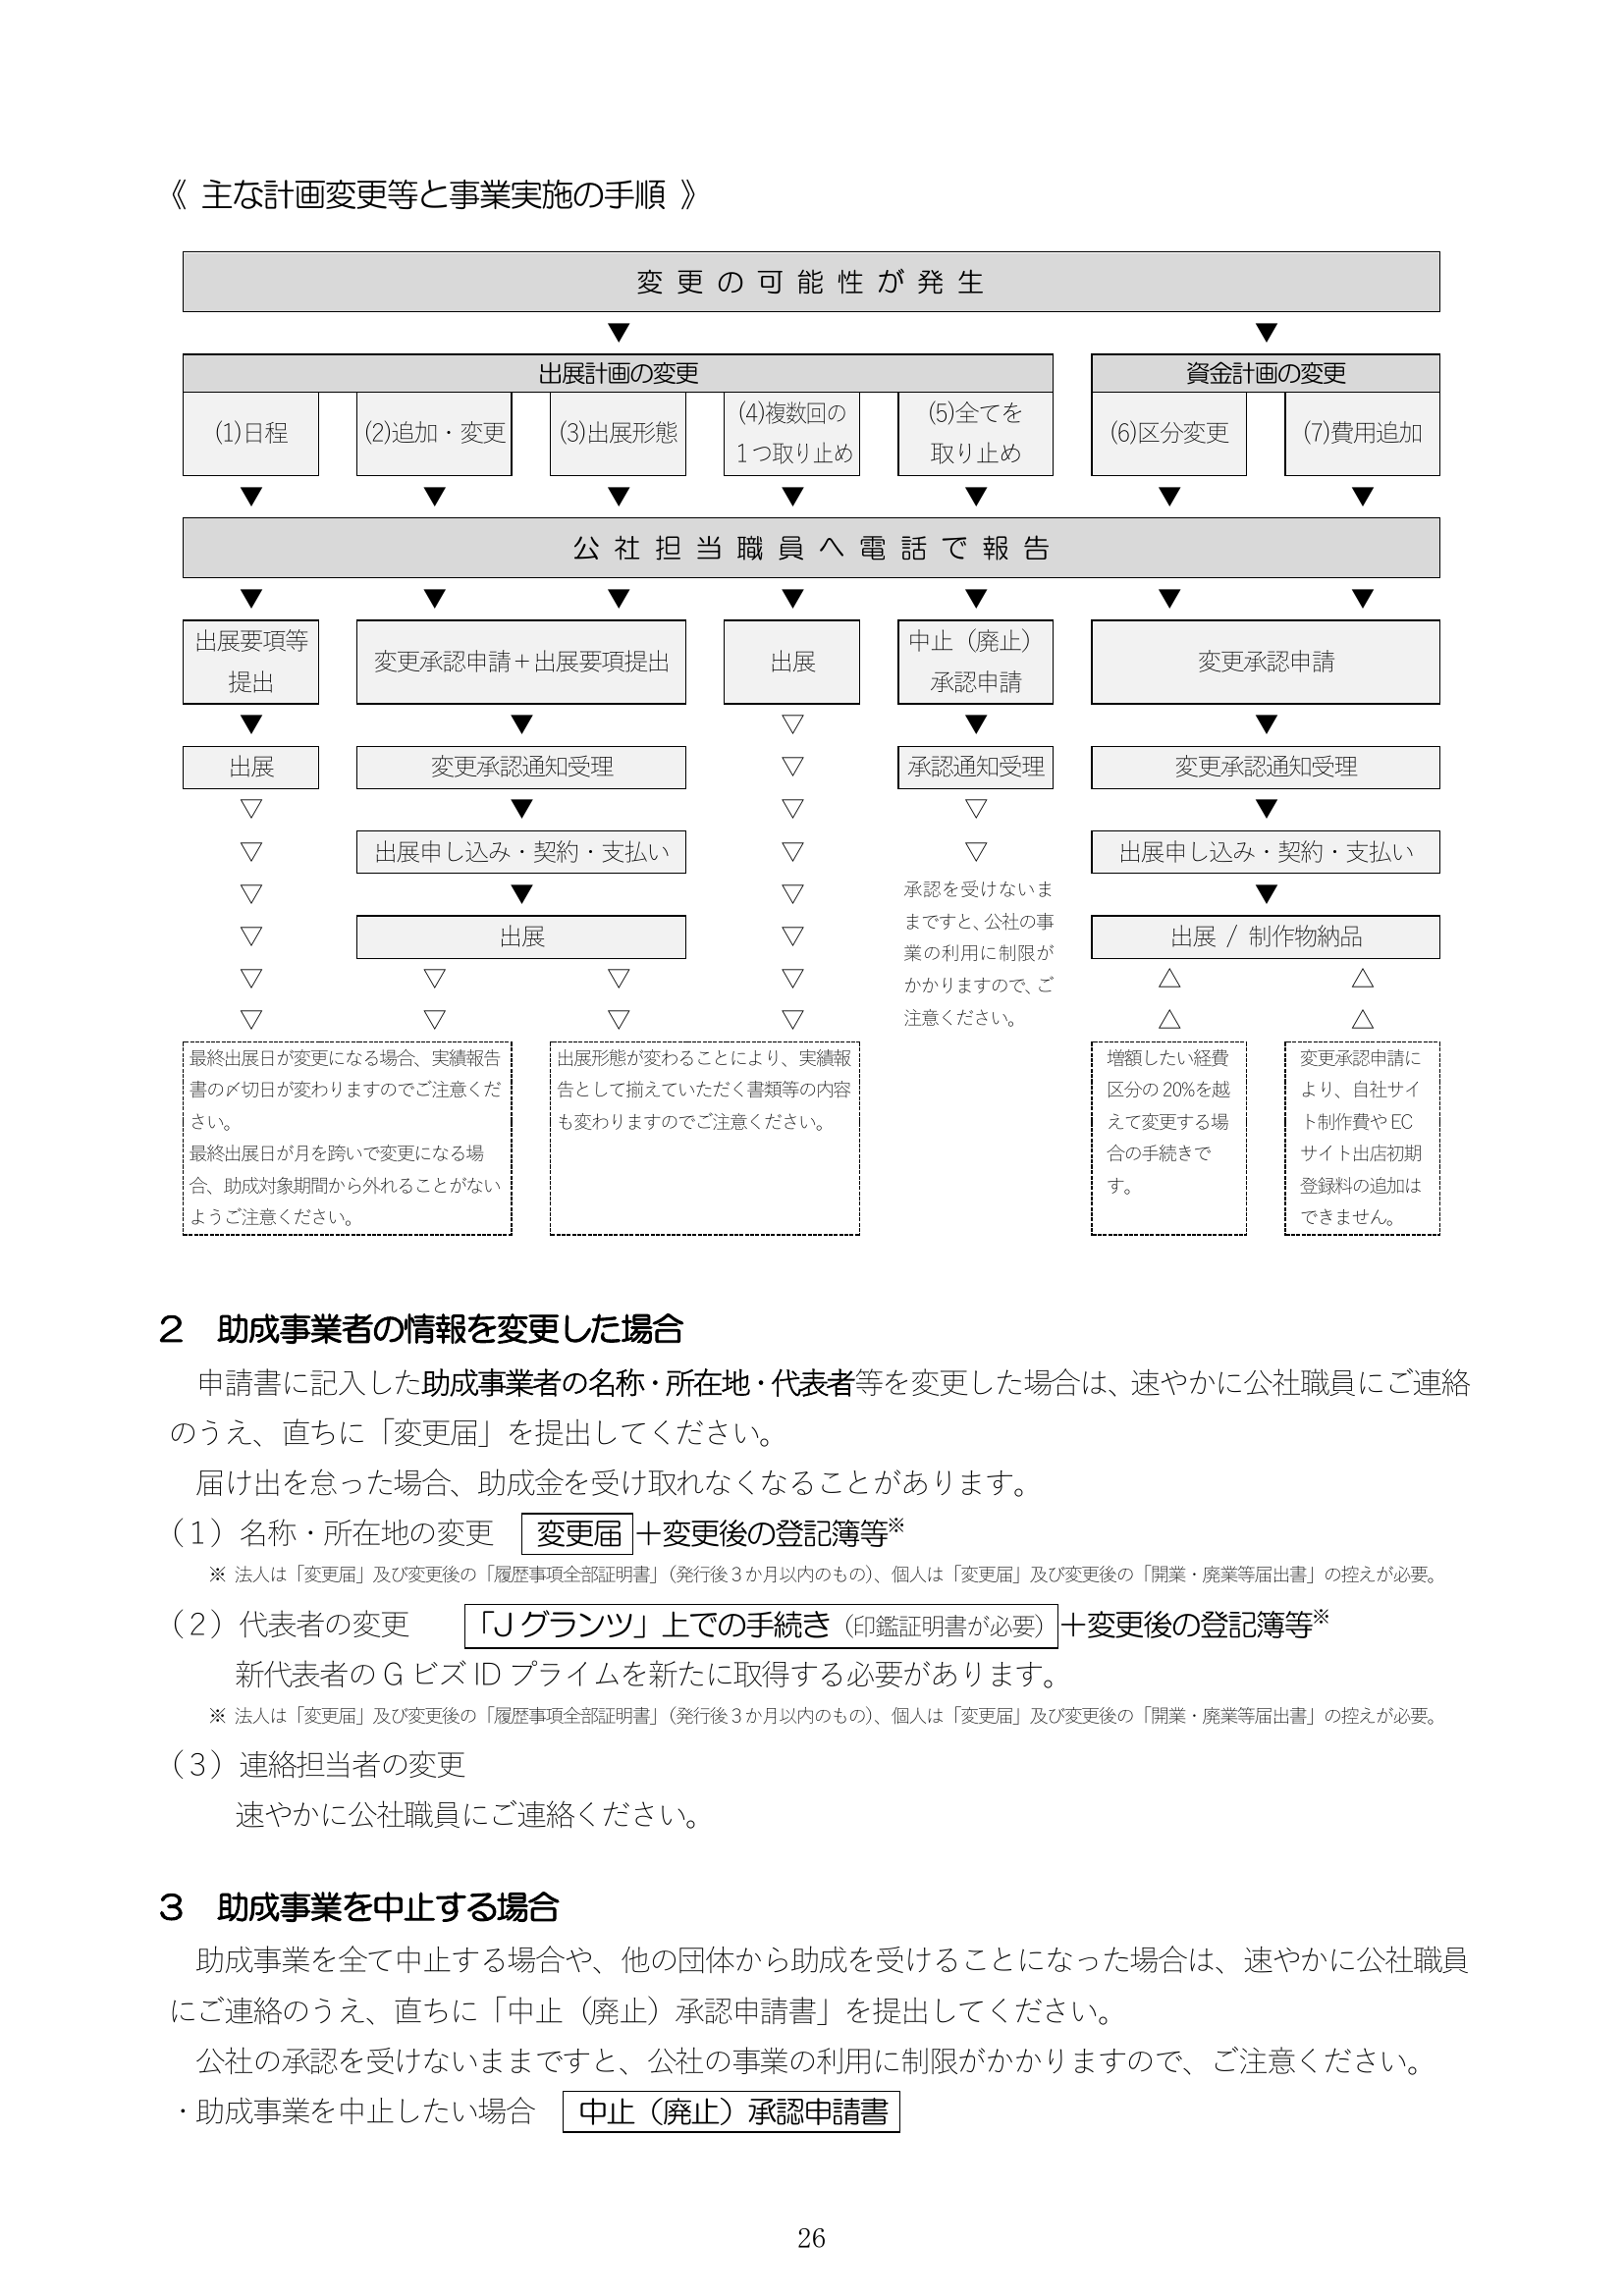 《 主な計画変更等と事業実施の手順 》
変更の可能性が発生
▼ ▼
出展計画の変更 資金計画の変更
(1)日程 (2)追加・変更 (3)出展形態 (4)複数回の 1つ取り止め (5)全てを 取り止め (6)区分変更 (7)費用追加
▼ ▼ ▼ ▼ ▼ ▼ ▼
公社担当職員へ電話で報告
▼ ▼ ▼ ▼ ▼ ▼ ▼
出展要項等
提出
変更承認申請＋出展要項提出
出展
中止（廃止）
承認申請
変更承認申請
▼ ▼ ▽ ▼ ▼
出展 変更承認通知受理 ▽ 承認通知受理 変更承認通知受理
▽ ▼ ▽ ▽ ▼
▽ 出展申し込み・契約・支払い ▽ ▽ 出展申し込み・契約・支払い
▽ ▼ ▽ ▼
▽ 出展 ▽ 出展 / 制作物納品
▽ ▽ ▽ ▽ △ △
▽ ▽ ▽ ▽ △ △
承認を受けないま
まですと、公社の事
業の利用に制限が
かかりますので、ご
注意ください。
最終出展日が変更になる場合、実績報告
書の〆切日が変わりますのでご注意くだ
さい。
最終出展日が月を跨いで変更になる場
合、助成対象期間から外れることがない
ようご注意ください。
出展形態が変わることにより、実績報
告として揃えていただく書類等の内容
も変わりますのでご注意ください。
増額したい経費
区分の20%を越
えて変更する場
合の手続きで
す。
変更承認申請に
より、自社サイ
ト制作費やEC
サイト出店初期
登録料の追加は
できません。
２　助成事業者の情報を変更した場合
申請書に記入した助成事業者の名称・所在地・代表者等を変更した場合は、速やかに公社職員にご連絡
のうえ、直ちに「変更届」を提出してください。
届け出を怠った場合、助成金を受け取れなくなることがあります。
（1）名称・所在地の変更　変更届＋変更後の登記簿等※
※ 法人は「変更届」及び変更後の「履歴事項全部証明書」（発行後３か月以内のもの）、個人は「変更届」及び変更後の「開業・廃業等届出書」の控えが必要。
（2）代表者の変更　「Jグランツ」上での手続き（印鑑証明書が必要）＋変更後の登記簿等※
新代表者のGビズIDプライムを新たに取得する必要があります。
※ 法人は「変更届」及び変更後の「履歴事項全部証明書」（発行後３か月以内のもの）、個人は「変更届」及び変更後の「開業・廃業等届出書」の控えが必要。
（3）連絡担当者の変更
速やかに公社職員にご連絡ください。
３　助成事業を中止する場合
助成事業を全て中止する場合や、他の団体から助成を受けることになった場合は、速やかに公社職員
にご連絡のうえ、直ちに「中止（廃止）承認申請書」を提出してください。
公社の承認を受けないままですと、公社の事業の利用に制限がかかりますので、ご注意ください。
・助成事業を中止したい場合　中止（廃止）承認申請書
26